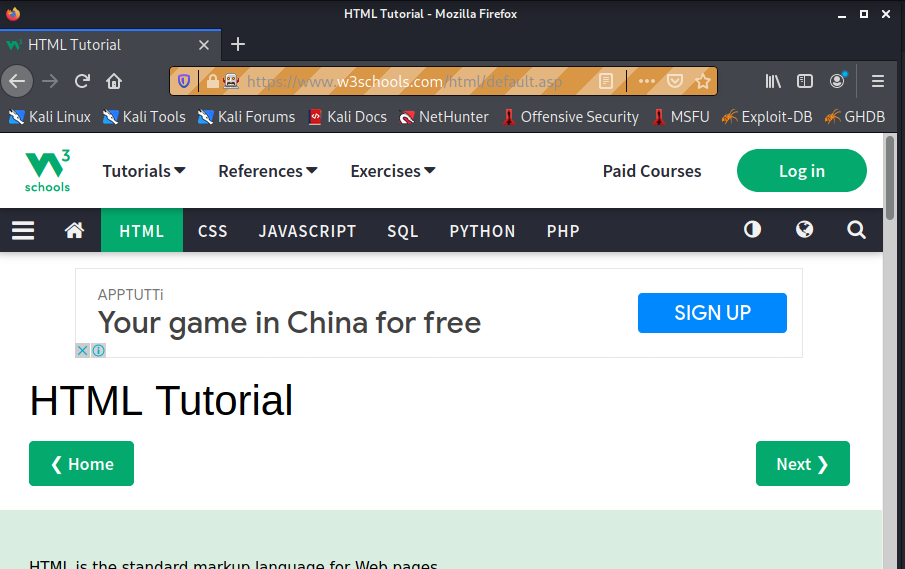 HTML Tutorial - Mozilla Firefox
HTML Tutorial
https://www.w3schools.com/html/default.asp
Kali Linux Kali Tools Kali Forums Kali Docs NetHunter Offensive Security MSFU Exploit-DB GHDB
W3 schools Tutorials References Exercises Paid Courses Log in
HTML CSS JAVASCRIPT SQL PYTHON PHP
APPTUTTi
Your game in China for free
SIGN UP
HTML Tutorial
❮ Home Next ❯
HTML is the standard markup language for Web pages.